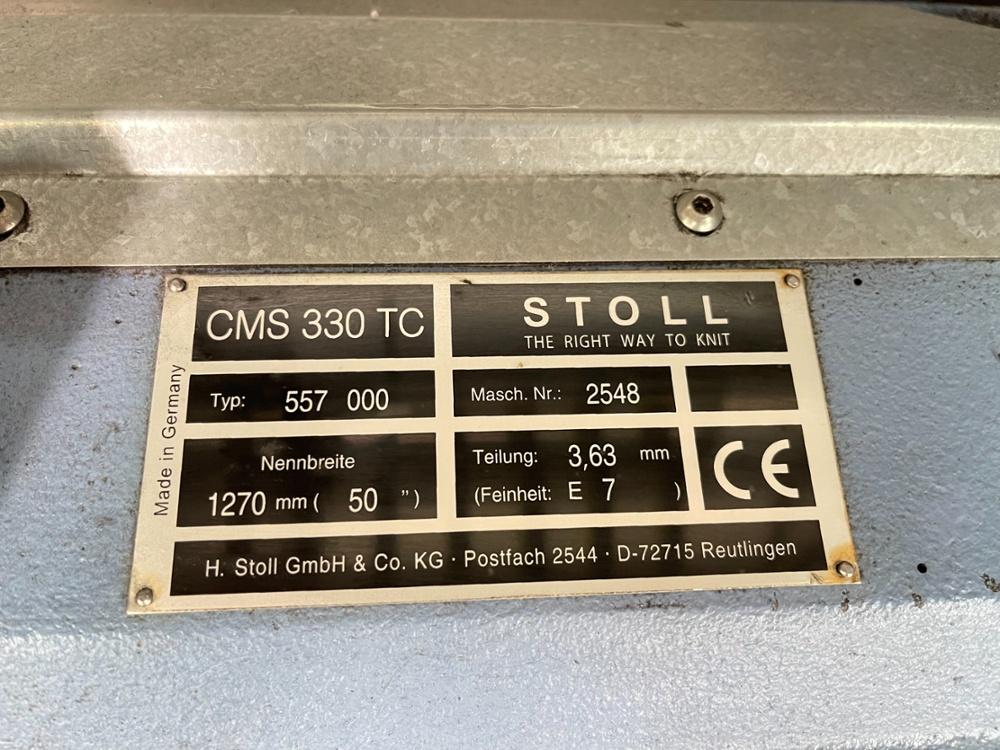 CMS 330 TC
STOLL
THE RIGHT WAY TO KNIT
Typ: 557 000
Masch. Nr.: 2548
Nennbreite
1270 mm ( 50 ")
Teilung: 3,63 mm
(Feinheit: E 7 )
CE
H. Stoll GmbH & Co. KG · Postfach 2544 · D-72715 Reutlingen
Made in Germany